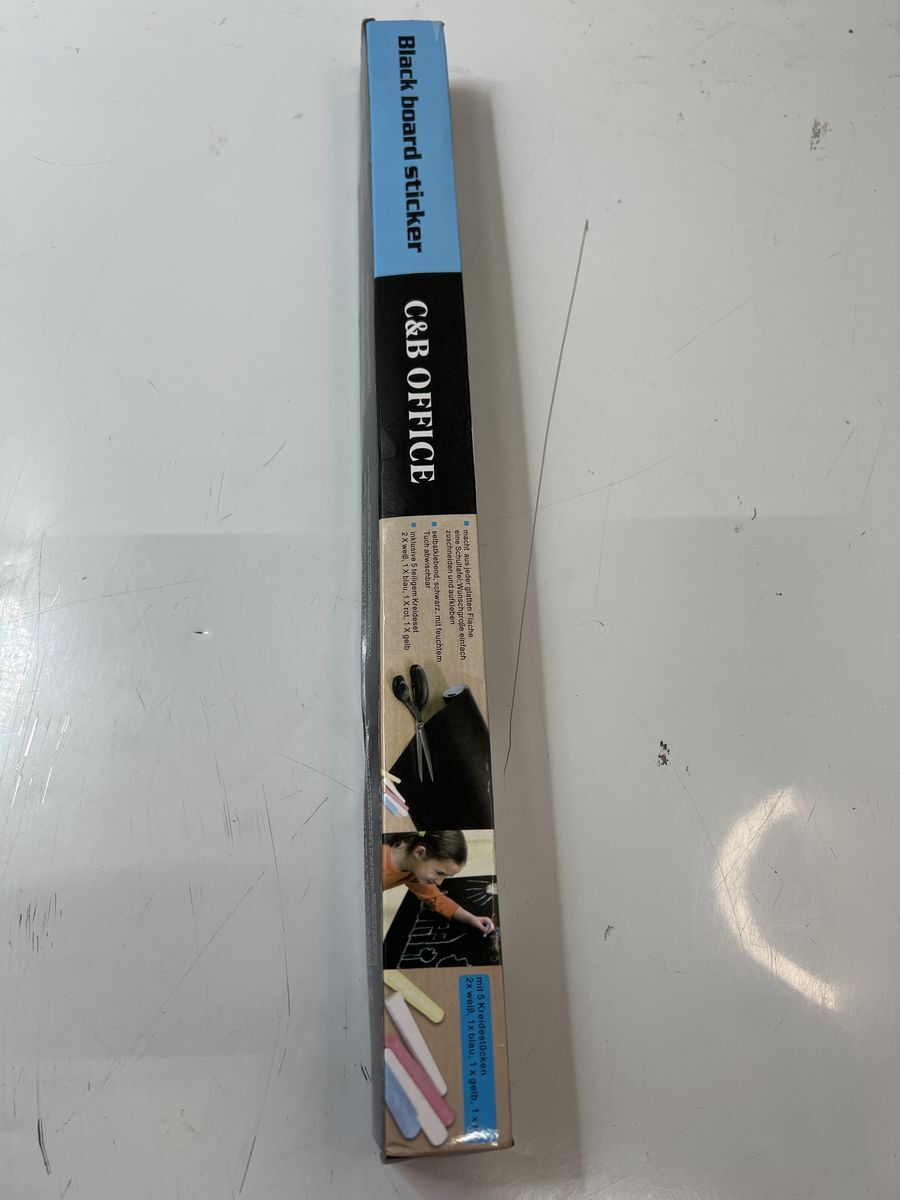 Black board sticker
C&B OFFICE
macht aus jeder glatten Fläche
eine Schultafel: Wunschgröße einfach
zuschneiden und aufkleben
selbstklebend, schwarz, mit feuchtem
Tuch abwischbar
inklusive 5 teiligem Kreideset
2 X weiß, 1 X blau, 1 X rot, 1 X gelb
mit 5 Kreidestücken
2x weiß, 1x blau, 1 x gelb, 1 x